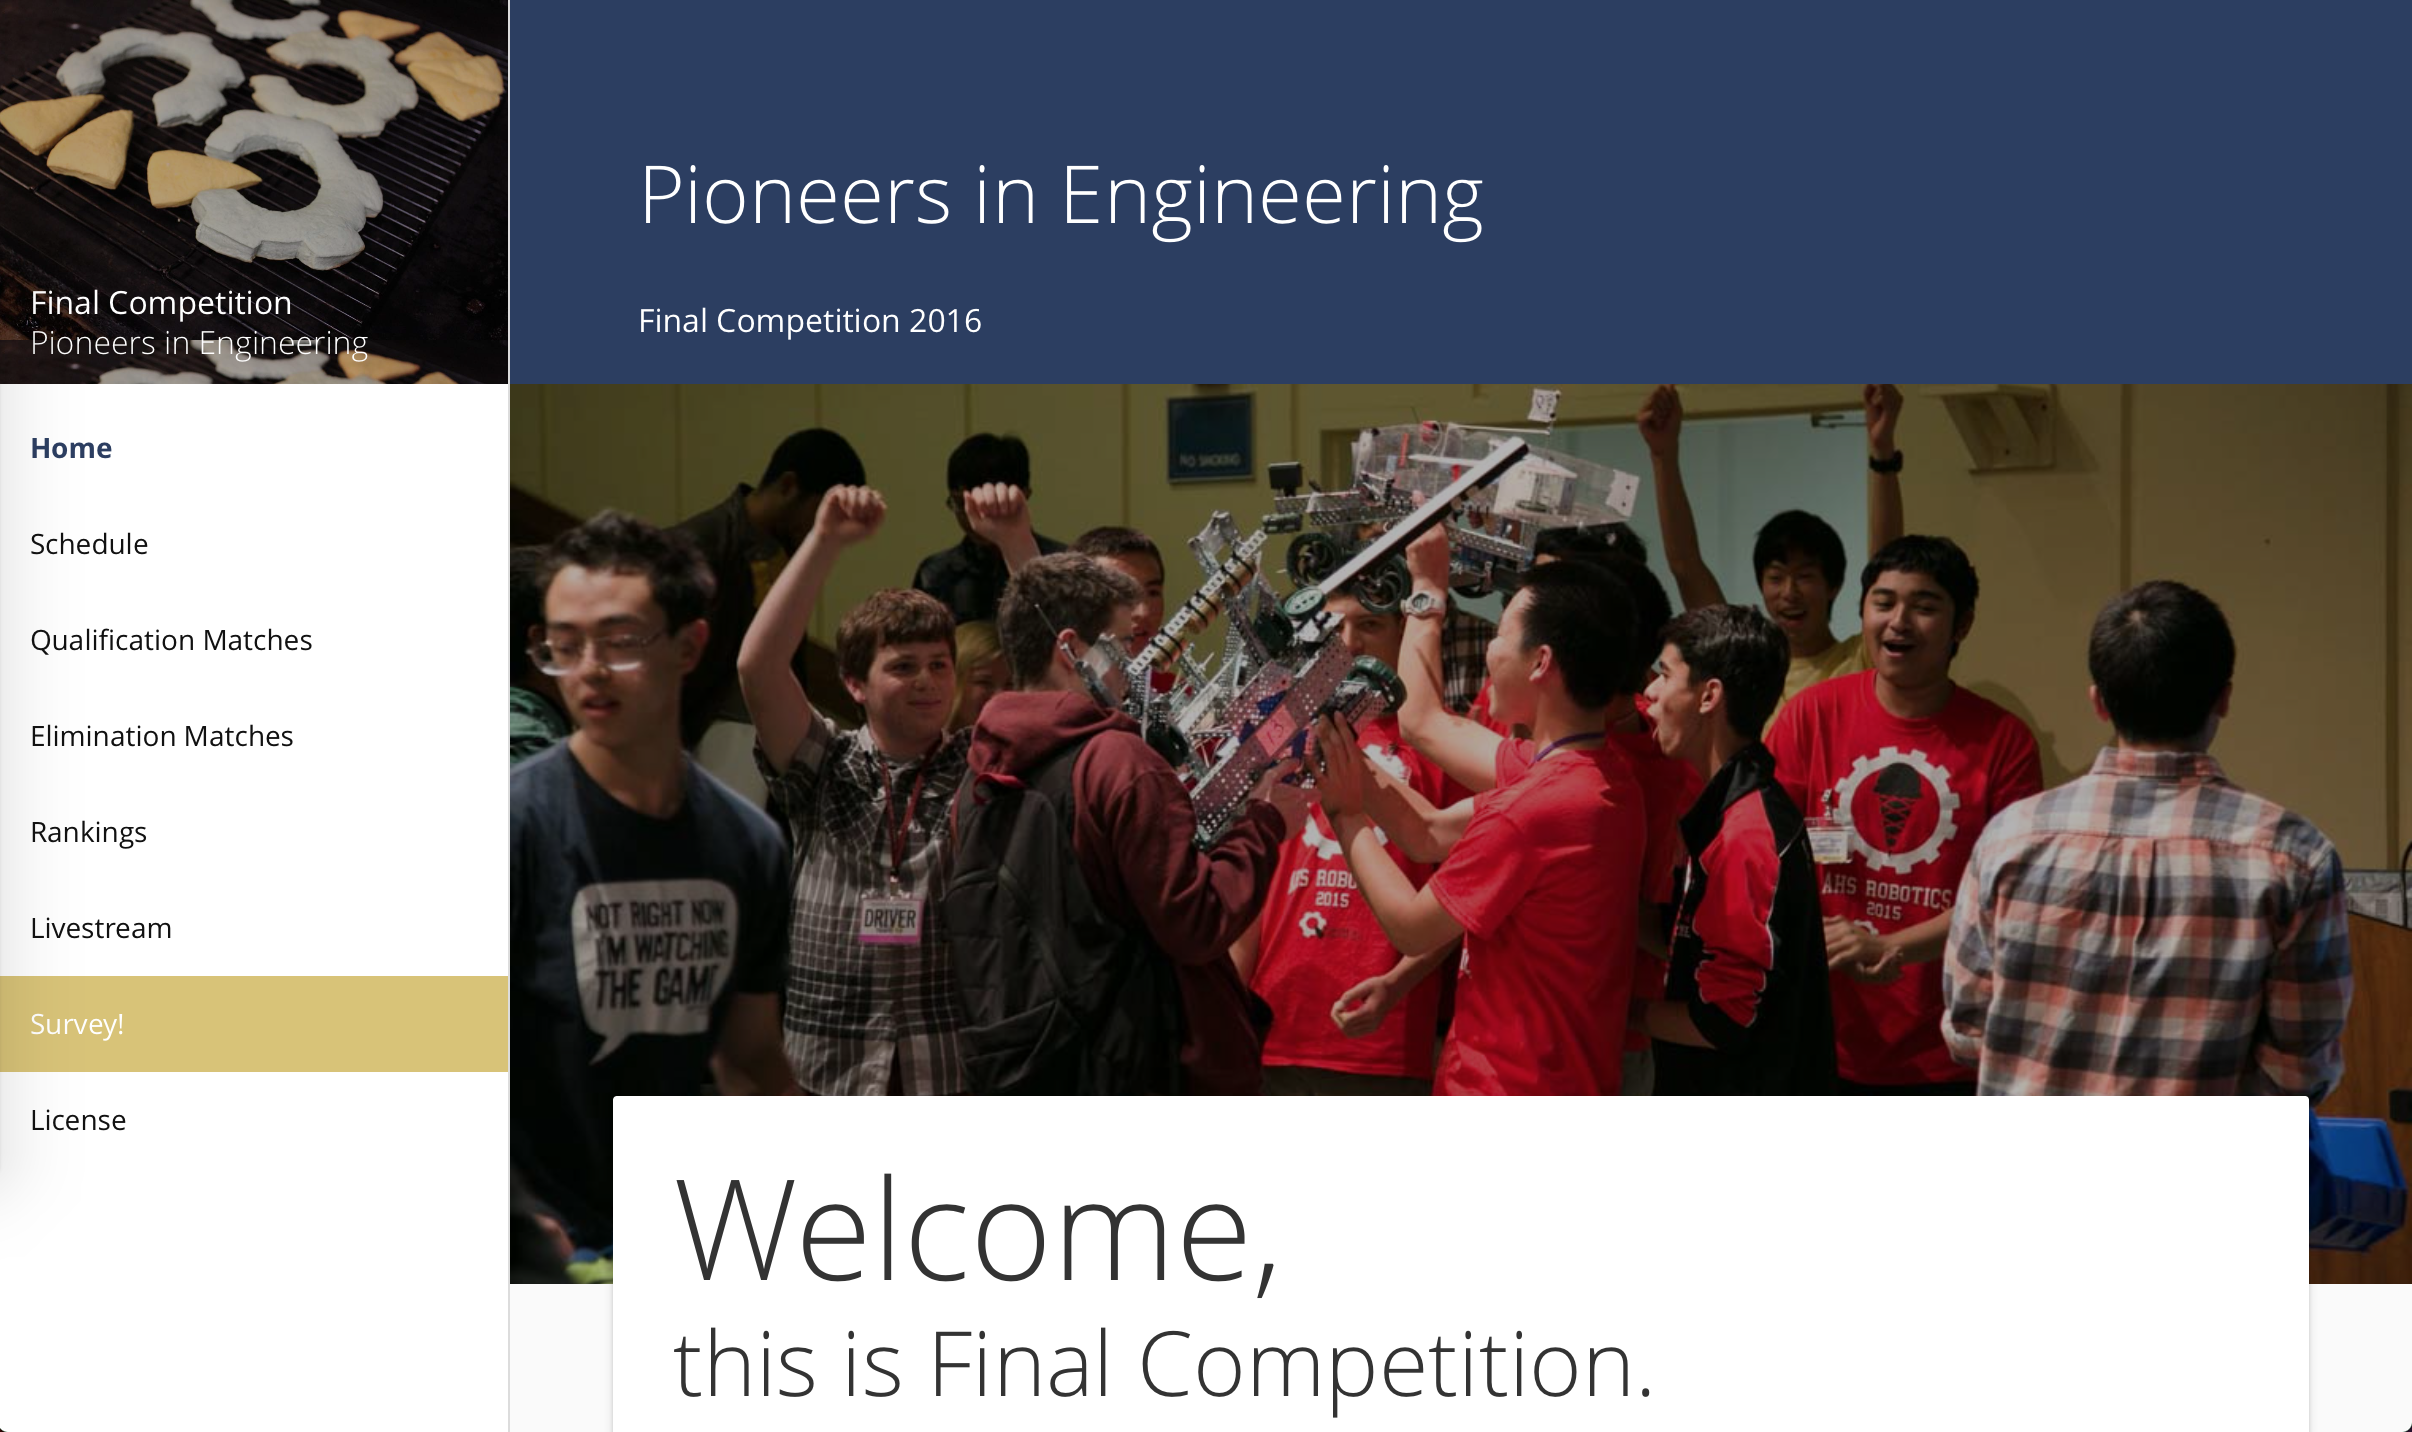 Final Competition
Pioneers in Engineering
Home
Schedule
Qualification Matches
Elimination Matches
Rankings
Livestream
Survey!
License
Pioneers in Engineering
Final Competition 2016
NO SMOKING
NOT RIGHT NOW
I'M WATCHING
THE GAME
DRIVER
2015
AHS ROBOTICS
2015
Welcome,
this is Final Competition.